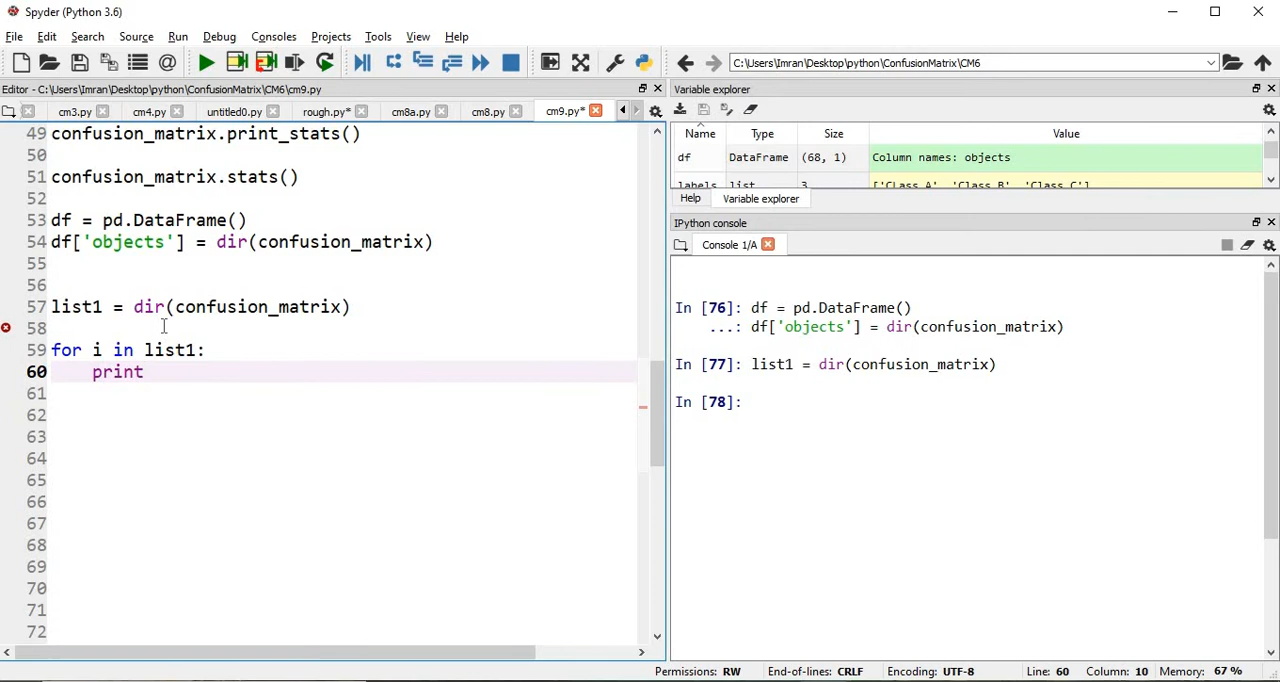 Spyder (Python 3.6)
File Edit Search Source Run Debug Consoles Projects Tools View Help
C:\Users\Imran\Desktop\python\ConfusionMatrix\CM6
Editor - C:\Users\Imran\Desktop\python\ConfusionMatrix\CM6\cm9.py
cm3.py cm4.py untitled0.py rough.py* cm8a.py cm8.py cm9.py*
49 confusion_matrix.print_stats()
50
51 confusion_matrix.stats()
52
53 df = pd.DataFrame()
54 df['objects'] = dir(confusion_matrix)
55
56
57 list1 = dir(confusion_matrix)
58
59 for i in list1:
60 print
61
62
63
64
65
66
67
68
69
70
71
72
Variable explorer
Name Type Size Value
df DataFrame (68, 1) Column names: objects
labels list 3 ['Class A', 'Class B', 'Class C']
Help Variable explorer
IPython console
Console 1/A
In [76]: df = pd.DataFrame()
...: df['objects'] = dir(confusion_matrix)
In [77]: list1 = dir(confusion_matrix)
In [78]:
Permissions: RW End-of-lines: CRLF Encoding: UTF-8 Line: 60 Column: 10 Memory: 67 %